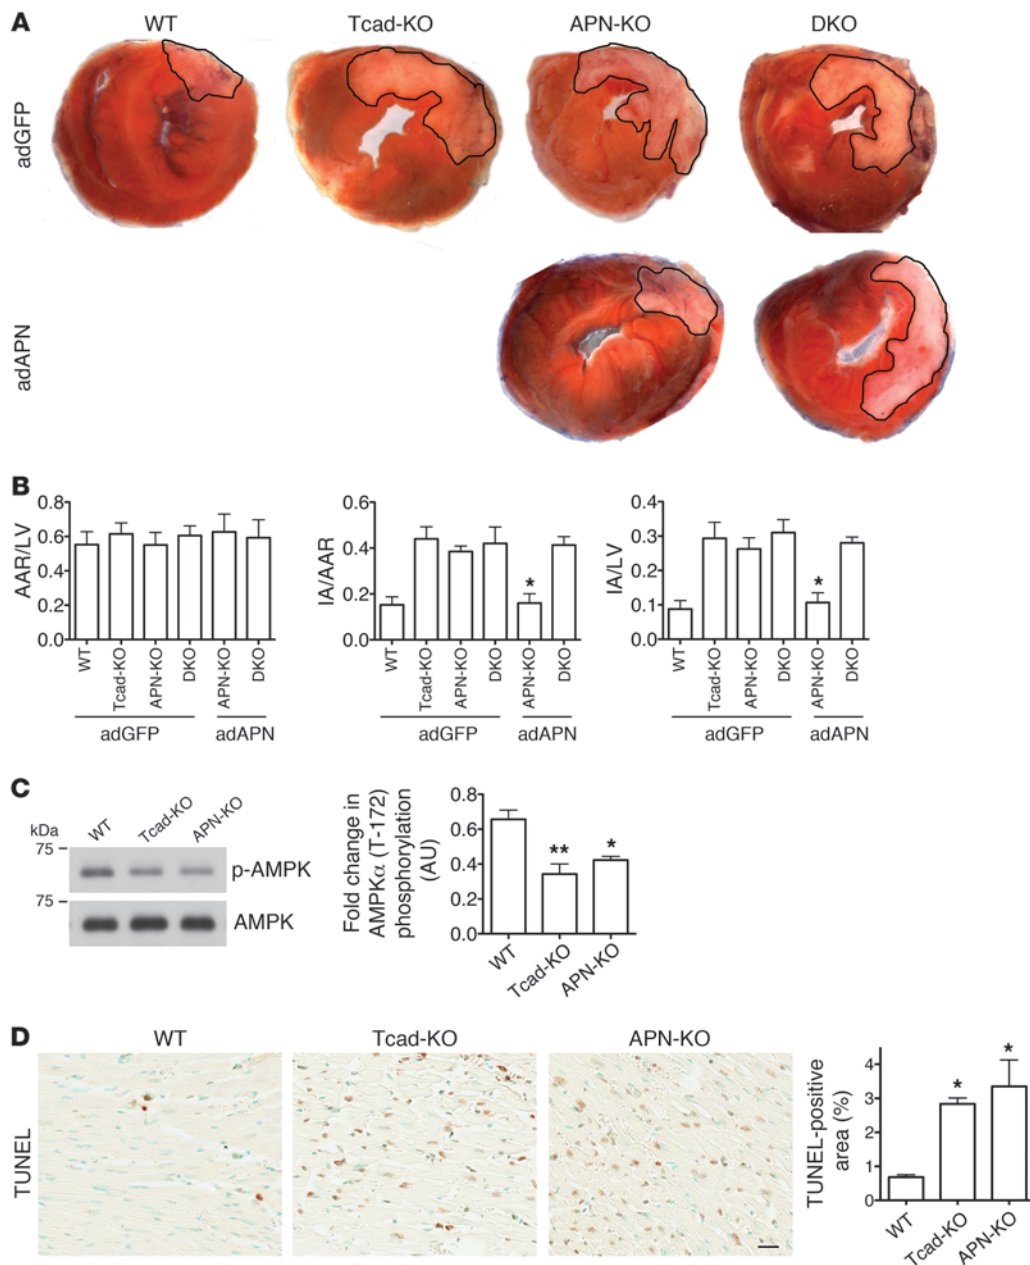 A
WT
Tcad-KO
APN-KO
DKO
adGFP
adAPN
B
AAR/LV
0.8
0.6
0.4
0.2
0.0
WT
Tcad-KO
APN-KO
DKO
APN-KO
DKO
adGFP
adAPN
IA/AAR
0.6
0.4
0.2
0.0
*
WT
Tcad-KO
APN-KO
DKO
APN-KO
DKO
adGFP
adAPN
IA/LV
0.4
0.3
0.2
0.1
0.0
*
WT
Tcad-KO
APN-KO
DKO
APN-KO
DKO
adGFP
adAPN
C
kDa
WT
Tcad-KO
APN-KO
75
p-AMPK
75
AMPK
Fold change in
AMPKα (T-172)
phosphorylation
(AU)
0.8
0.6
0.4
0.2
0.0
**
*
WT
Tcad-KO
APN-KO
D
WT
Tcad-KO
APN-KO
TUNEL
TUNEL-positive
area (%)
4
3
2
1
0
*
*
WT
Tcad-KO
APN-KO